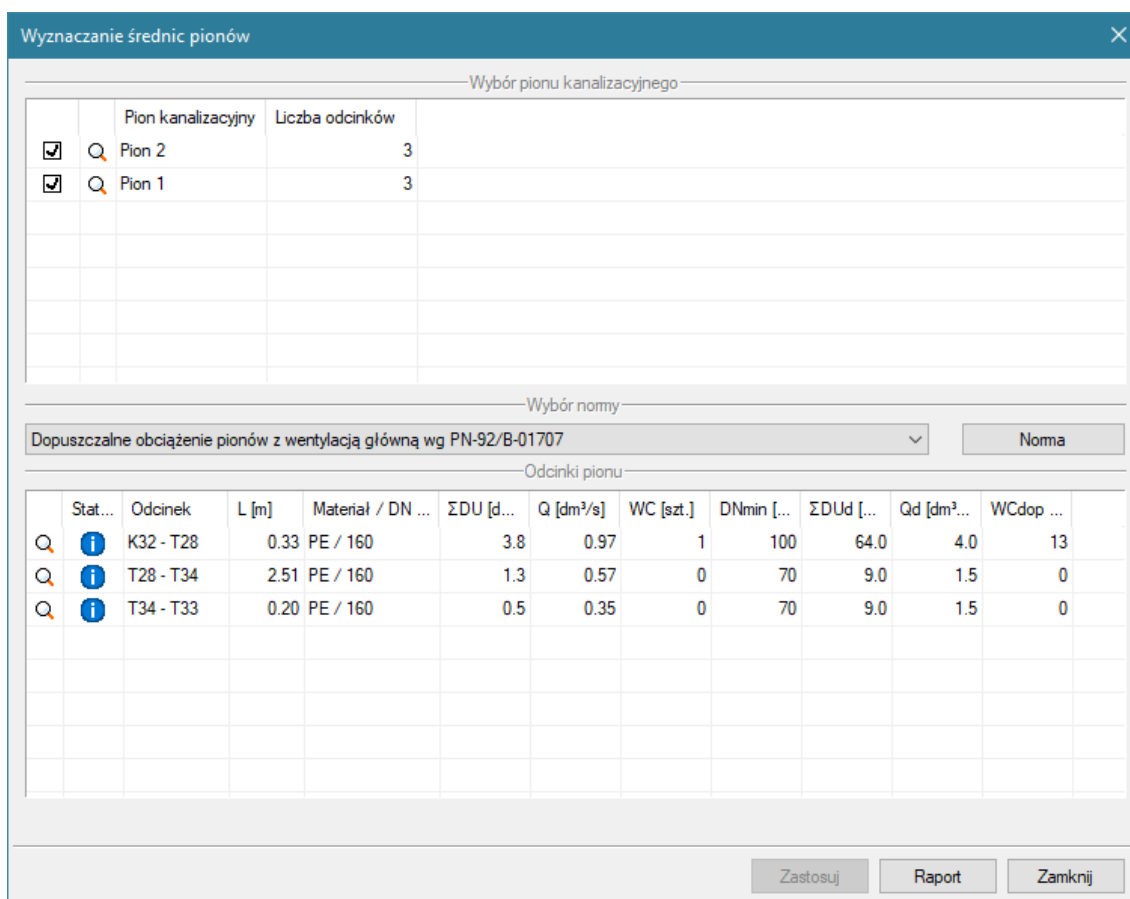 Wyznaczanie średnic pionów
Wybór pionu kanalizacyjnego
Pion kanalizacyjny Liczba odcinków
Pion 2 3
Pion 1 3
Wybór normy
Dopuszczalne obciążenie pionów z wentylacją główną wg PN-92/B-01707 Norma
Odcinki pionu
Stat... Odcinek L [m] Materiał / DN ... ΣDU [d... Q [dm³/s] WC [szt.] DNmin [... ΣDUd [... Qd [dm³... WCdop ...
K32 - T28 0.33 PE / 160 3.8 0.97 1 100 64.0 4.0 13
T28 - T34 2.51 PE / 160 1.3 0.57 0 70 9.0 1.5 0
T34 - T33 0.20 PE / 160 0.5 0.35 0 70 9.0 1.5 0
Zastosuj Raport Zamknij